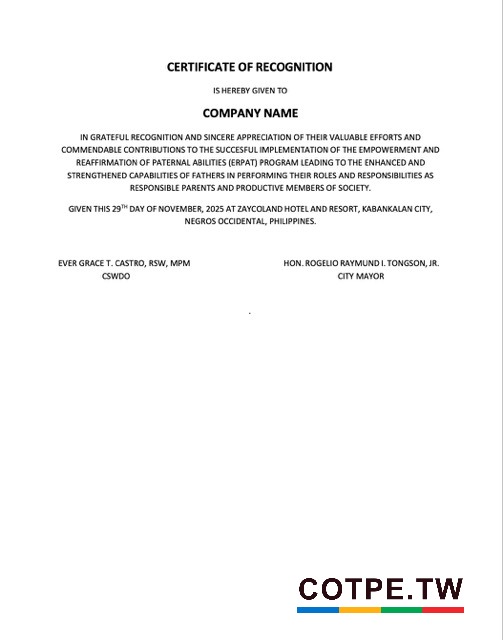 CERTIFICATE OF RECOGNITION
IS HEREBY GIVEN TO
COMPANY NAME
IN GRATEFUL RECOGNITION AND SINCERE APPRECIATION OF THEIR VALUABLE EFFORTS AND
COMMENDABLE CONTRIBUTIONS TO THE SUCCESFUL IMPLEMENTATION OF THE EMPOWERMENT AND
REAFFIRMATION OF PATERNAL ABILITIES (ERPAT) PROGRAM LEADING TO THE ENHANCED AND
STRENGTHENED CAPABILITIES OF FATHERS IN PERFORMING THEIR ROLES AND RESPONSIBILITIES AS
RESPONSIBLE PARENTS AND PRODUCTIVE MEMBERS OF SOCIETY.
GIVEN THIS 29TH DAY OF NOVEMBER, 2025 AT ZAYCOLAND HOTEL AND RESORT, KABANKALAN CITY,
NEGROS OCCIDENTAL, PHILIPPINES.
EVER GRACE T. CASTRO, RSW, MPM HON. ROGELIO RAYMUND I. TONGSON, JR.
CSWDO CITY MAYOR
.
COTPE.TW